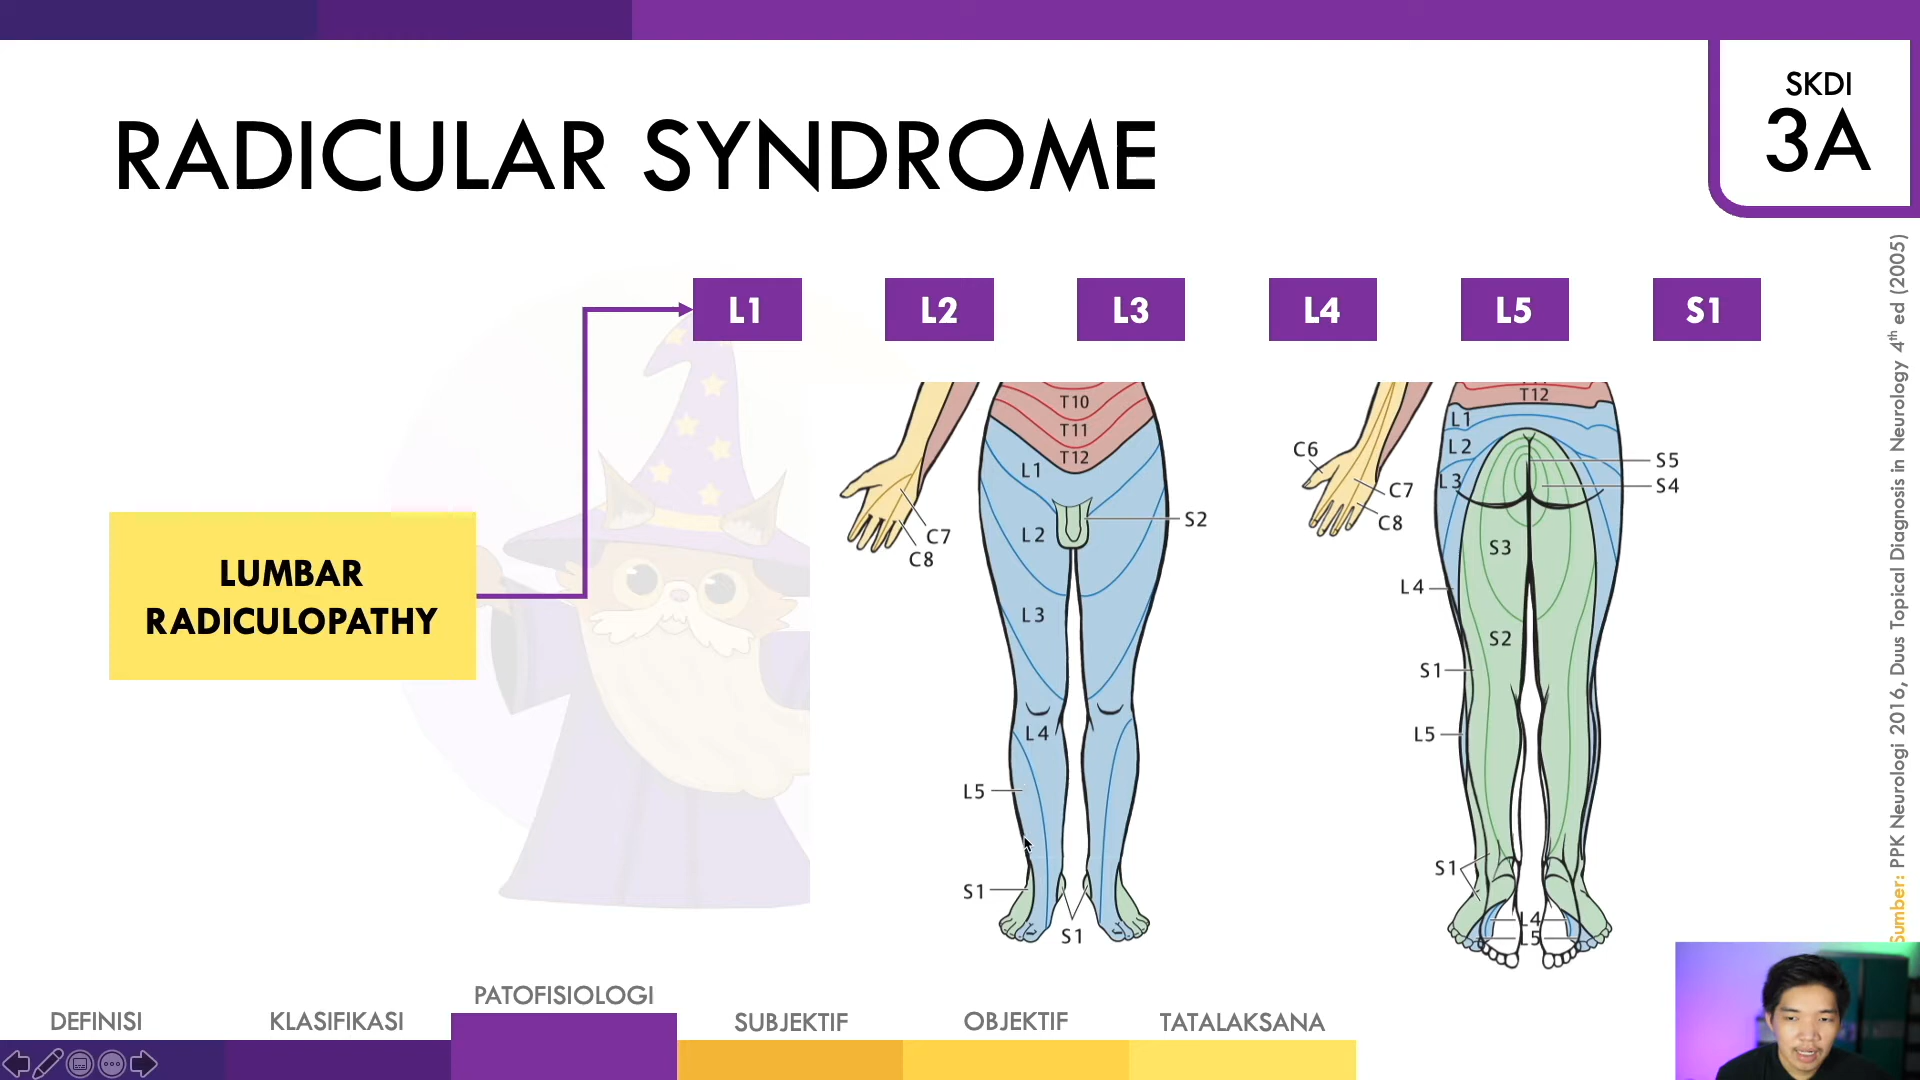 SKDI
3A
RADICULAR SYNDROME
L1
L2
L3
L4
L5
S1
LUMBAR
RADICULOPATHY
T10
T11
T12
L1
L2
L3
L4
L5
S1
S1
S2
C7
C8
T12
L1
L2
L3
C6
C7
C8
S5
S4
S3
L4
S2
S1
L5
S1
L4
L5
Sumber: PPK Neurologi 2016, Duus Topical Diagnosis in Neurology 4th ed (2005)
DEFINISI
KLASIFIKASI
PATOFISIOLOGI
SUBJEKTIF
OBJEKTIF
TATALAKSANA